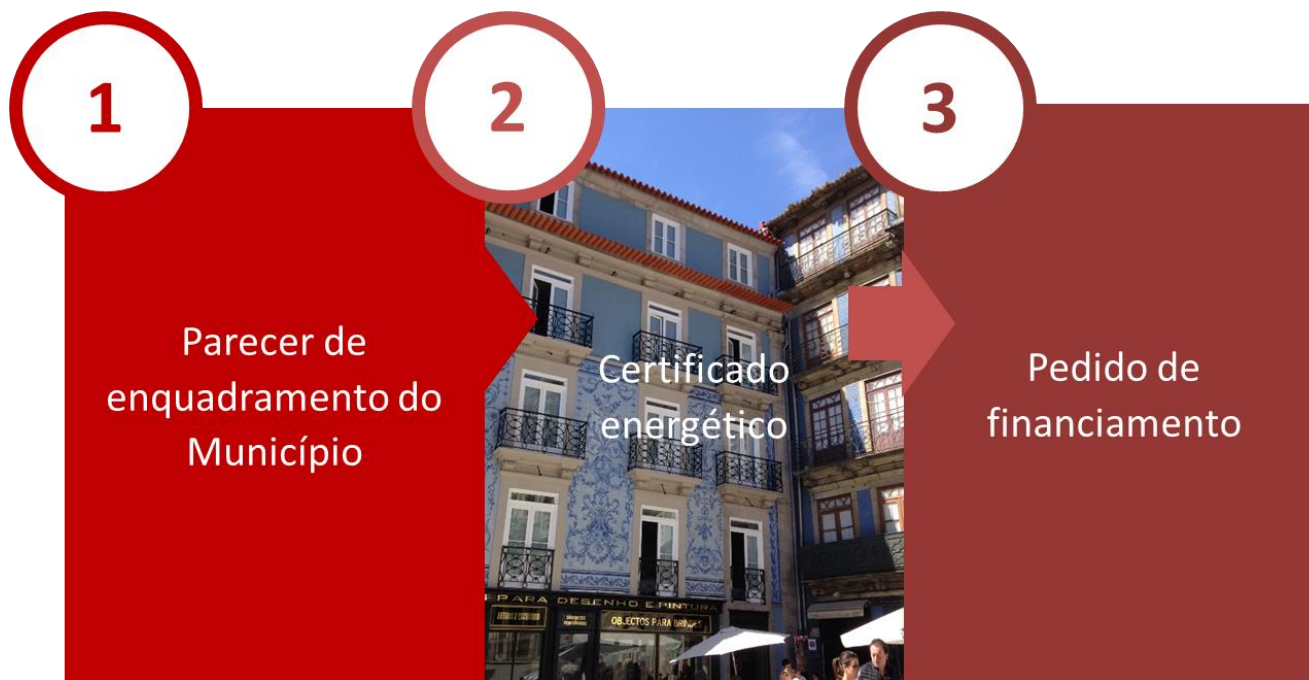 1
2
3
Parecer de
enquadramento do
Município
Certificado
energético
Pedido de
financiamento
PARA DESENHO E PINTURA
OBJECTOS PARA BRINDES